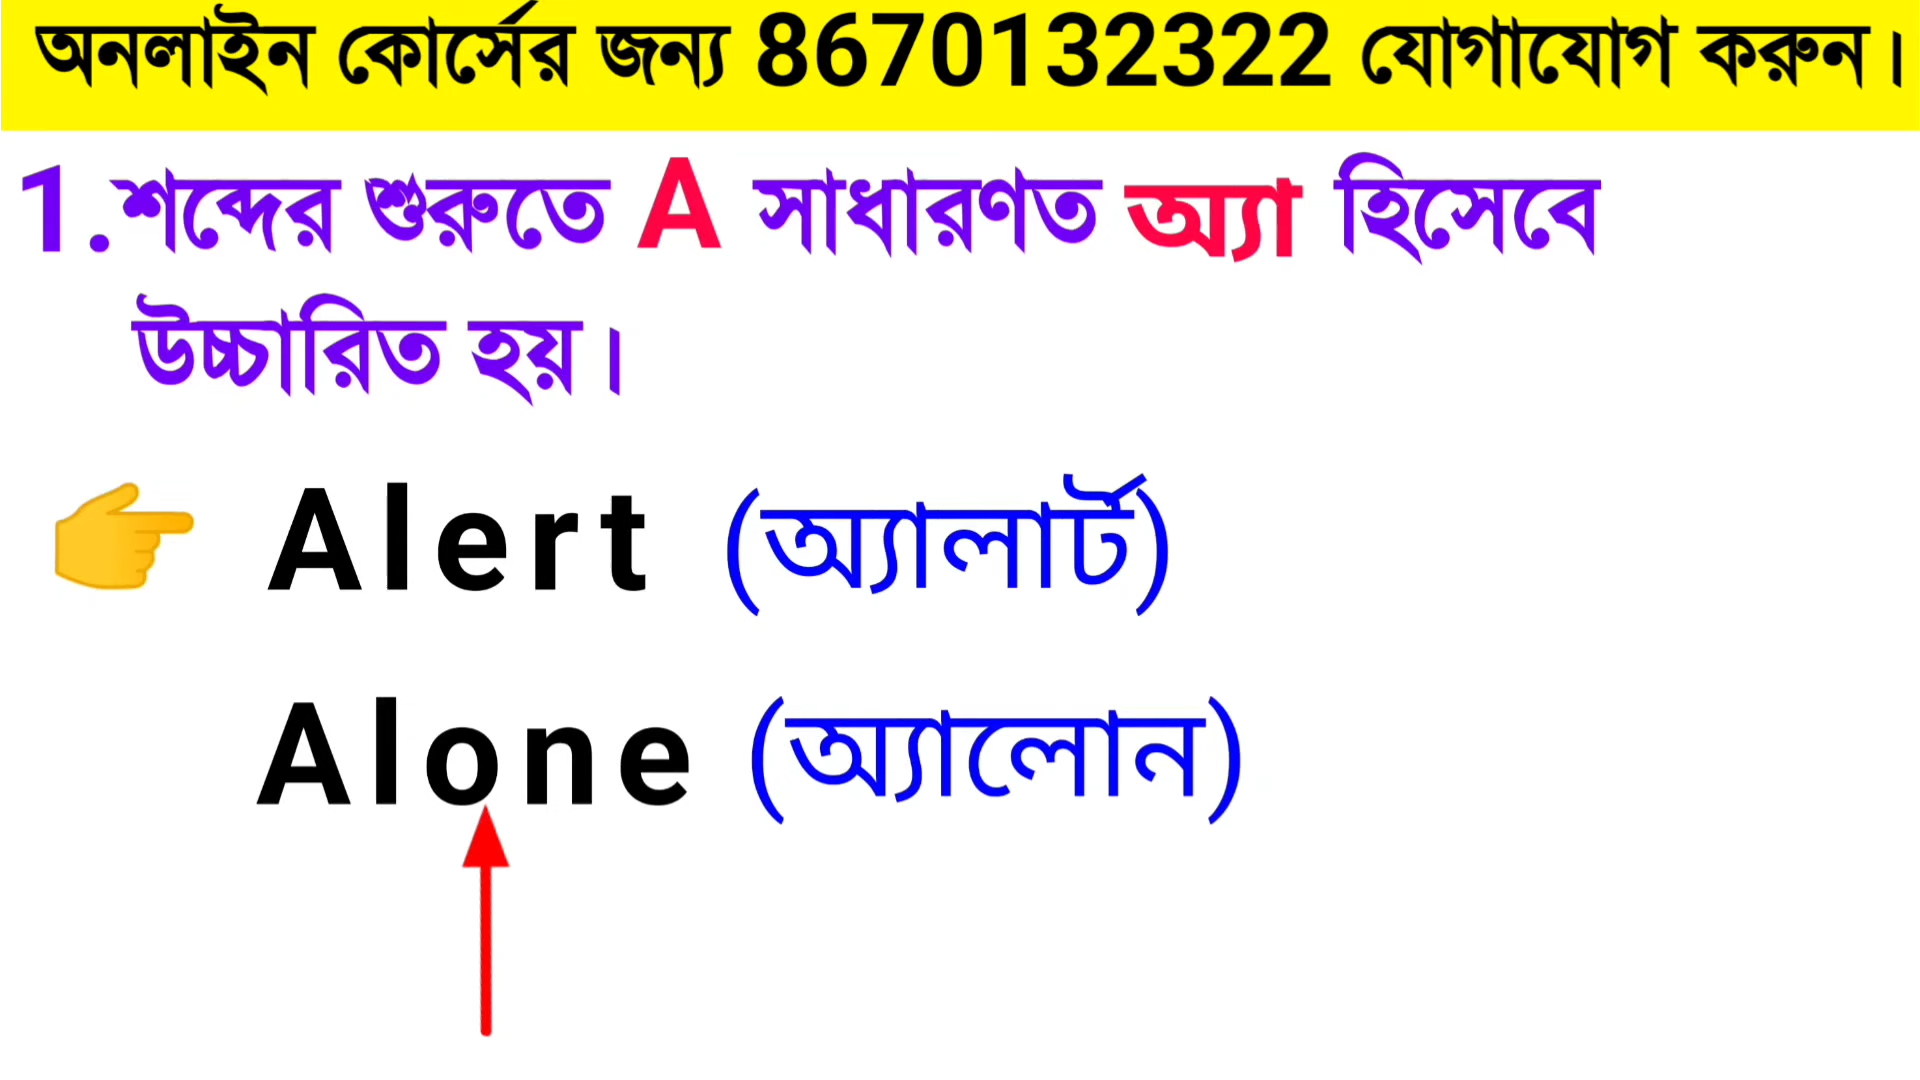 অনলাইন কোর্সের জন্য 8670132322 যোগাযোগ করুন।
1.শব্দের শুরুতে A সাধারণত অ্যা হিসেবে
উচ্চারিত হয়।
Alert (অ্যালার্ট)
Alone (অ্যালোন)